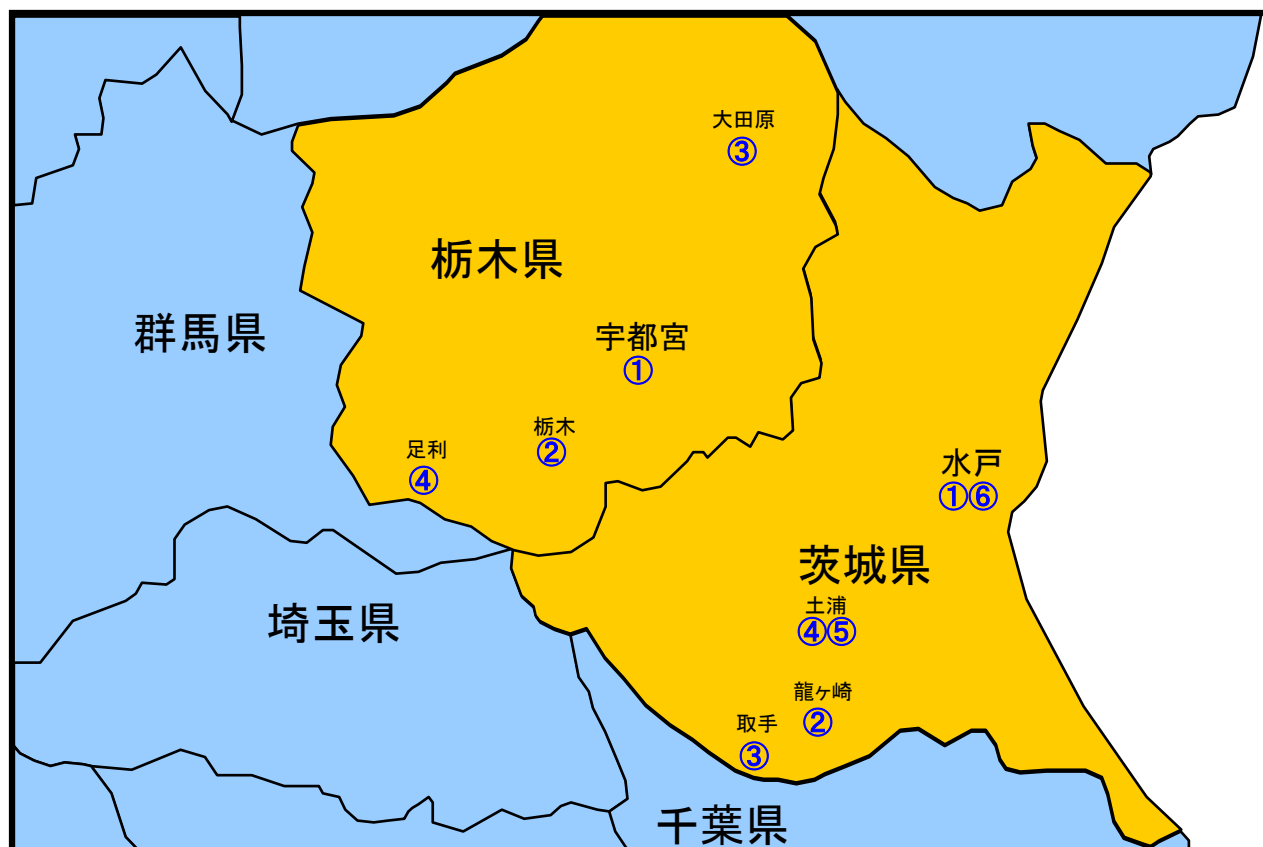 大田原
③
栃木県
群馬県
宇都宮
①
栃木
②
足利
④
水戸
①⑥
茨城県
土浦
④⑤
埼玉県
龍ヶ崎
②
取手
③
千葉県